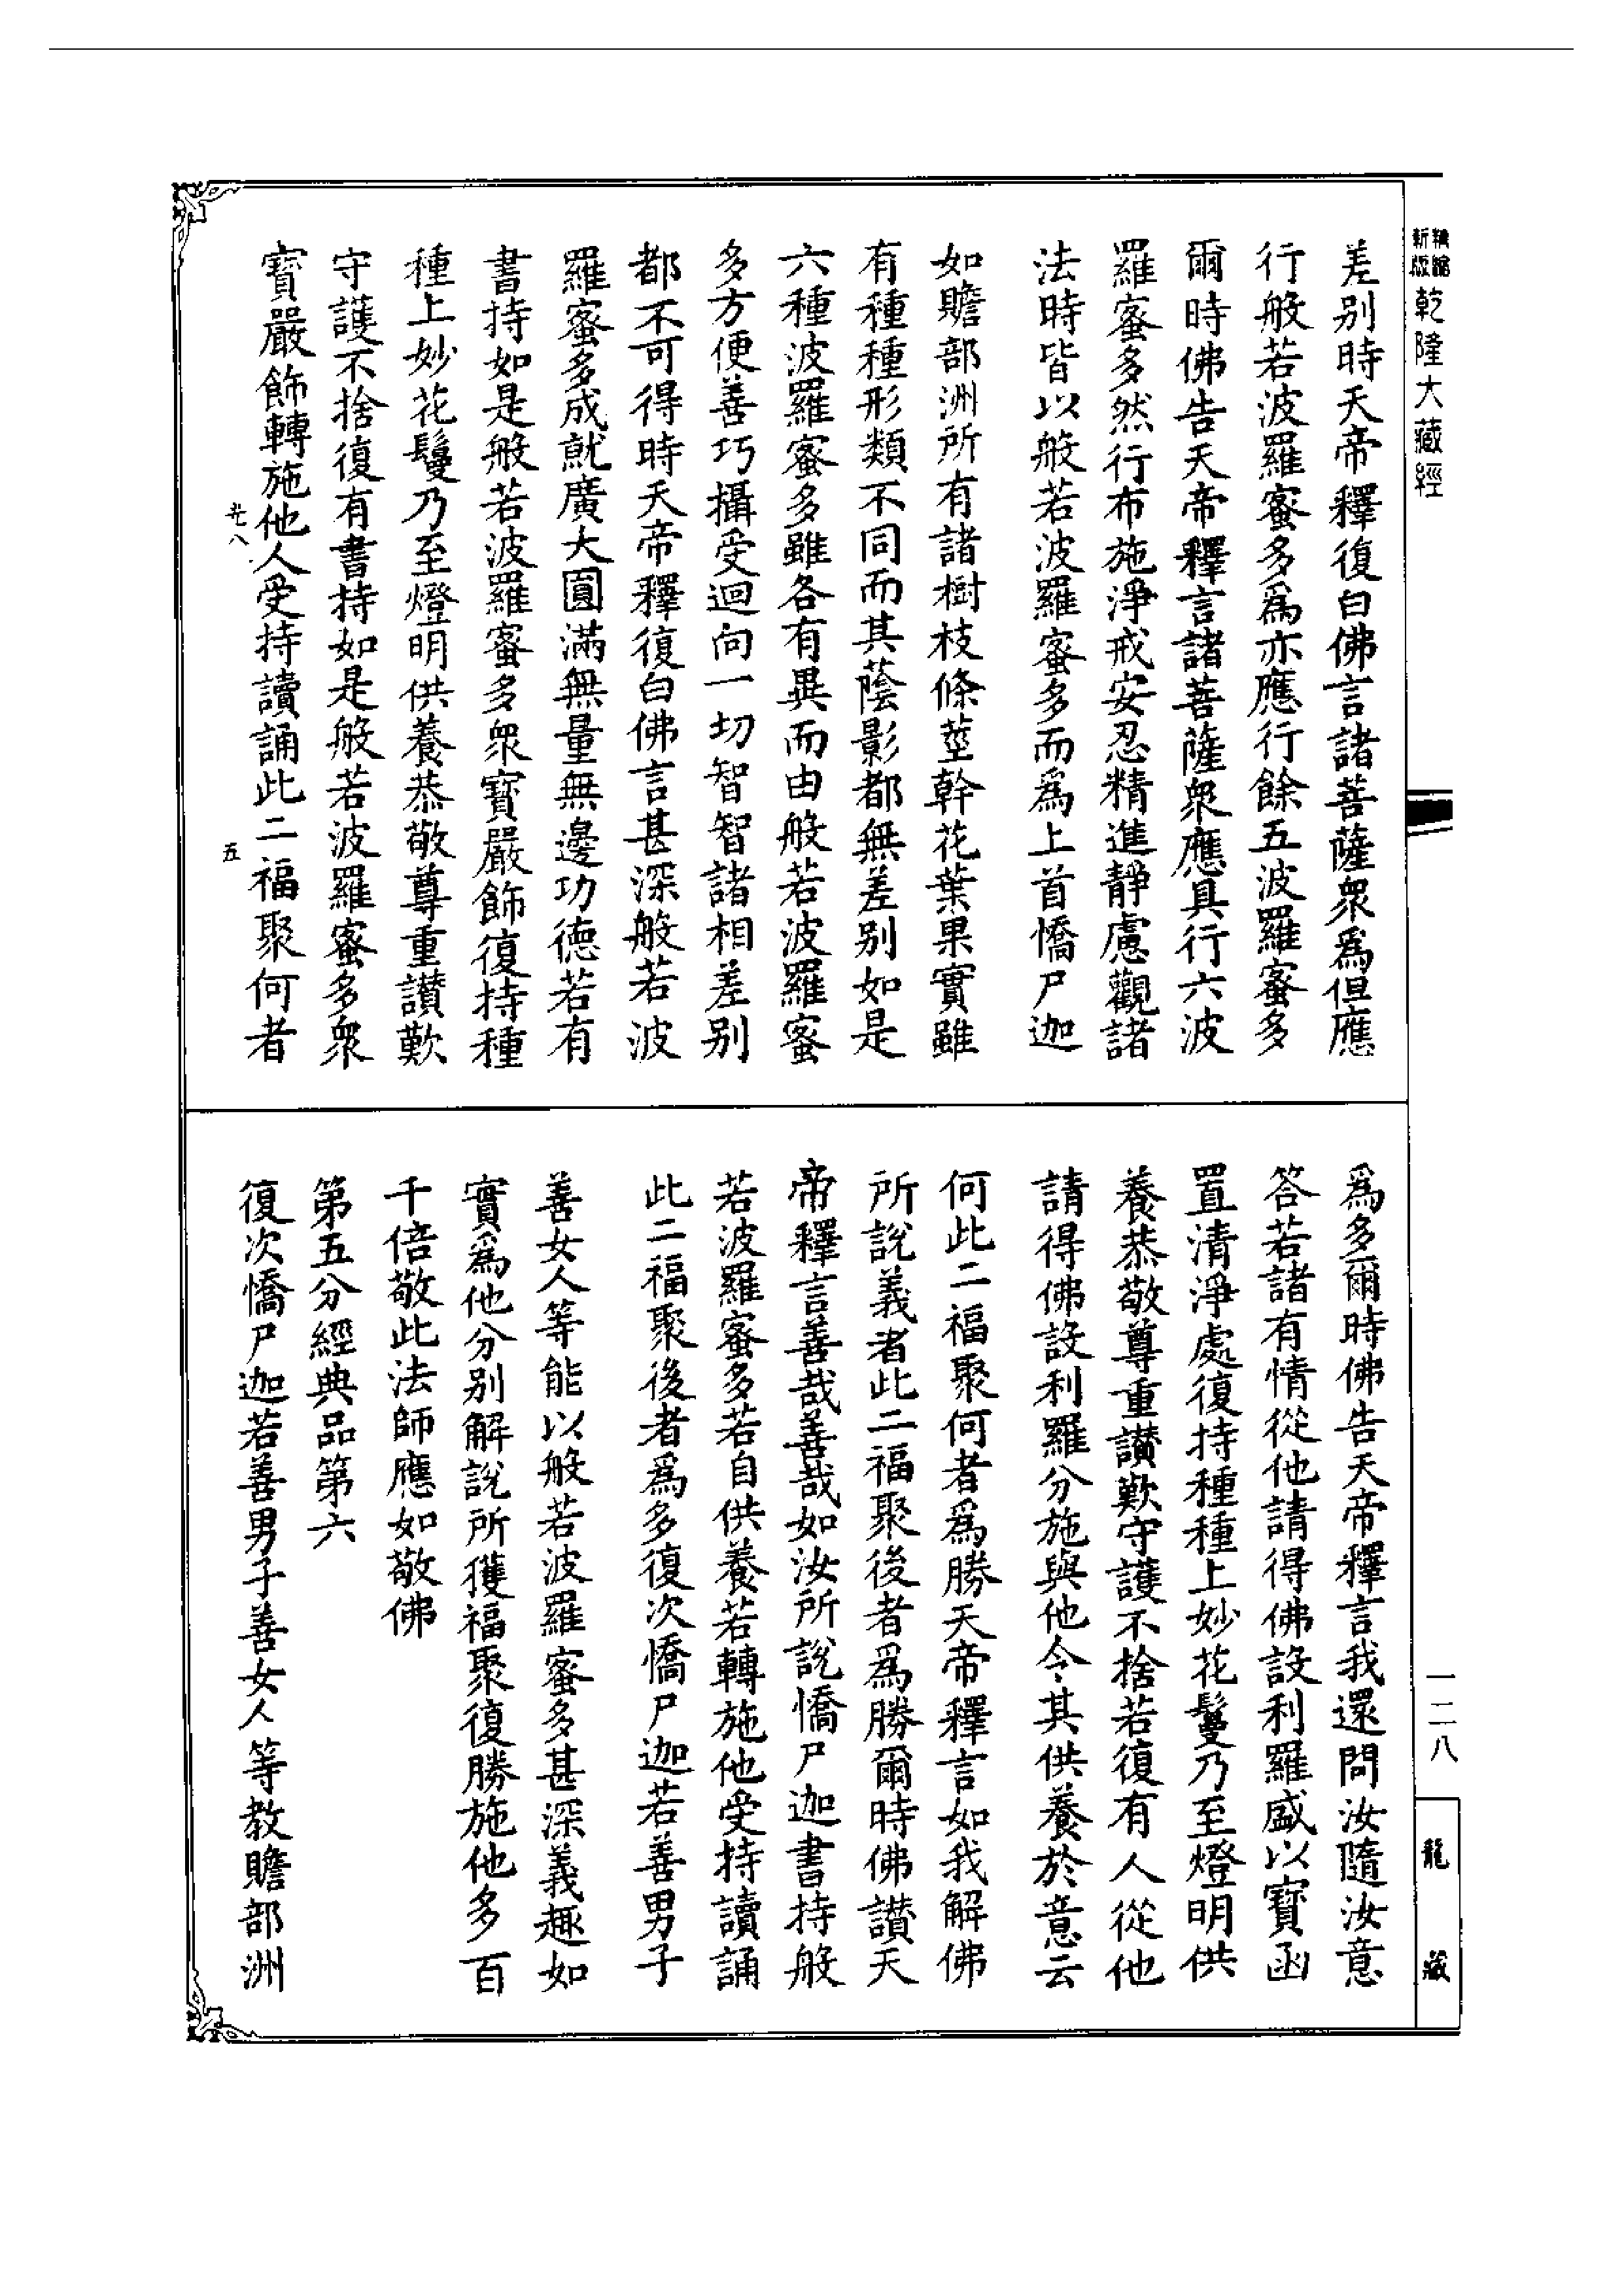 新版精縮乾隆大藏經
差別時天帝釋復白佛言諸菩薩眾為但應
行般若波羅蜜多為亦應行餘五波羅蜜多
爾時佛告天帝釋言諸菩薩眾應具行六波
羅蜜多然行布施淨戒安忍精進靜慮觀諸
法時皆以般若波羅蜜多而為上首憍尸迦
如贍部洲所有諸樹枝條莖幹花葉果實雖
有種種形類不同而其蔭影都無差別如是
六種波羅蜜多雖各有異而由般若波羅蜜
多方便善巧攝受迴向一切智智諸相差別
都不可得時天帝釋復白佛言甚深般若波
羅蜜多成就廣大圓滿無量無邊功德若有
書持如是般若波羅蜜多眾寶嚴飾復持種
種上妙花鬘乃至燈明供養恭敬尊重讚歎
守護不捨復有書持如是般若波羅蜜多眾
寶嚴飾轉施他人受持讀誦此二福聚何者
光八
五
為多爾時佛告天帝釋言我還問汝隨汝意
答若諸有情從他請得佛設利羅盛以寶函
置清淨處復持種種上妙花鬘乃至燈明供
養恭敬尊重讚歎守護不捨若復有人從他
請得佛設利羅分施與他令其供養於意云
何此二福聚何者為勝天帝釋言如我解佛
所說義者此二福聚後者為勝爾時佛讚天
帝釋言善哉善哉如汝所說憍尸迦書持般
若波羅蜜多若自供養若轉施他受持讀誦
此二福聚後者為多復次憍尸迦若善男子
善女人等能以般若波羅蜜多甚深義趣如
實為他分別解說所獲福聚復勝施他多百
千倍敬此法師應如敬佛
第五分經典品第六
復次憍尸迦若善男子善女人等教贍部洲
一二八
龍藏